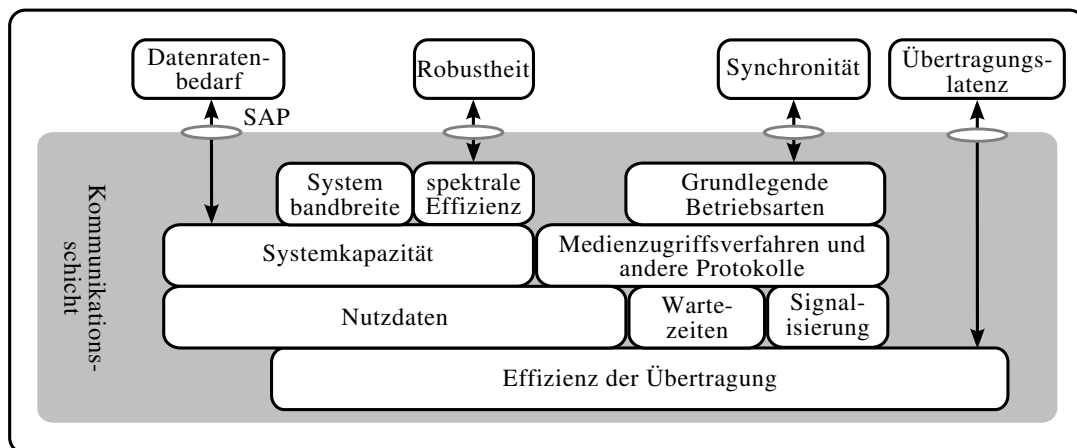 Datenraten-
bedarf
Robustheit
Synchronität
Übertragungs-
latenz
SAP
Kommunikations-
schicht
System
bandbreite
spektrale
Effizienz
Grundlegende
Betriebsarten
Systemkapazität
Medienzugriffsverfahren und
andere Protokolle
Nutzdaten
Warte-
zeiten
Signal-
isierung
Effizienz der Übertragung